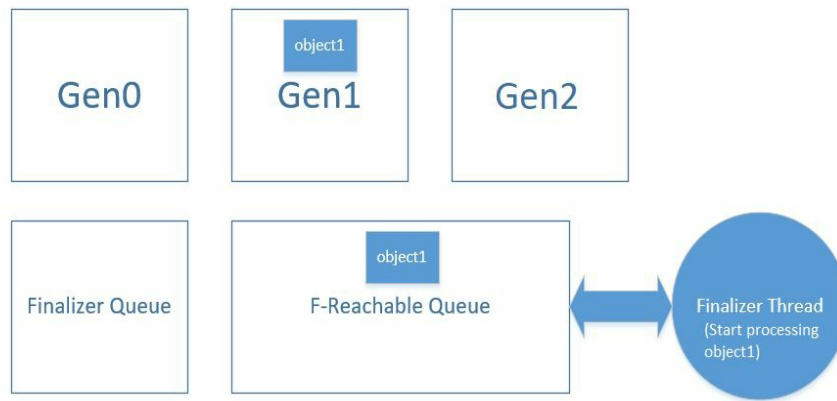 object1
Gen0
Gen1
Gen2
object1
Finalizer Queue
F-Reachable Queue
Finalizer Thread
(Start processing
object1)